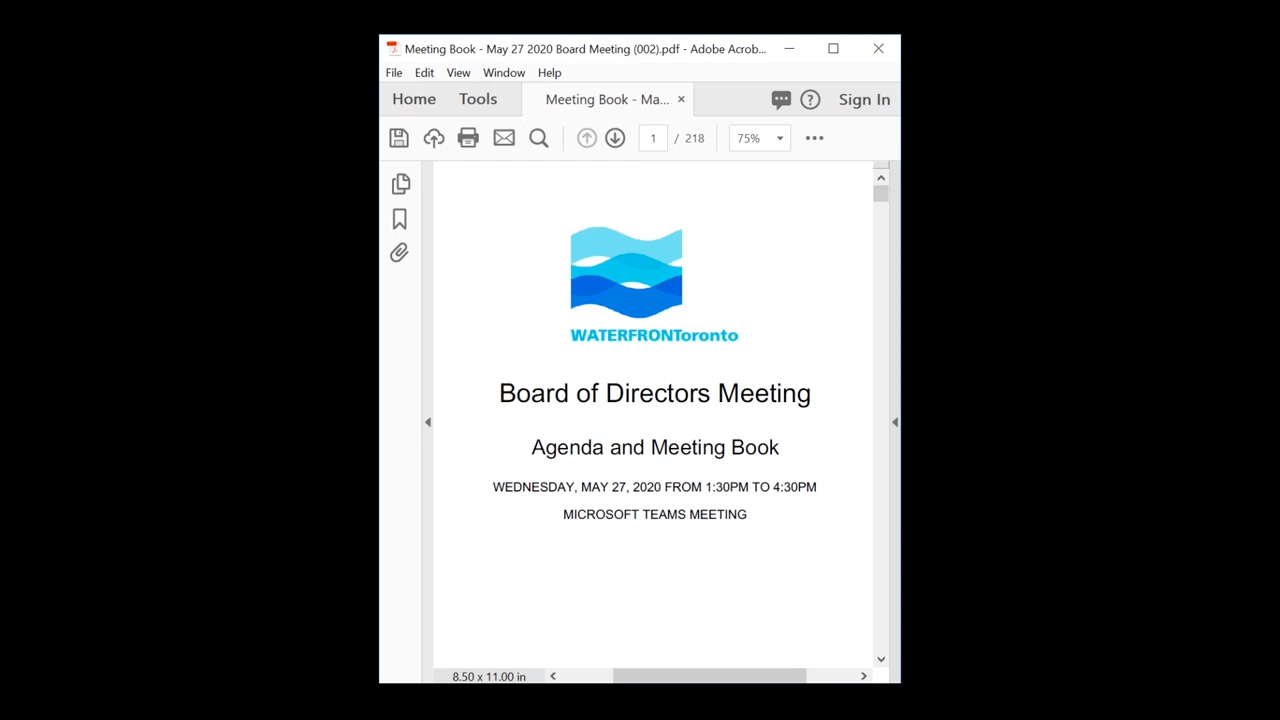 Meeting Book - May 27 2020 Board Meeting (002).pdf - Adobe Acrob...
File Edit View Window Help
Home Tools Meeting Book - Ma... × ? Sign In
1 / 218 75%
WATERFRONToronto
Board of Directors Meeting
Agenda and Meeting Book
WEDNESDAY, MAY 27, 2020 FROM 1:30PM TO 4:30PM
MICROSOFT TEAMS MEETING
8.50 x 11.00 in